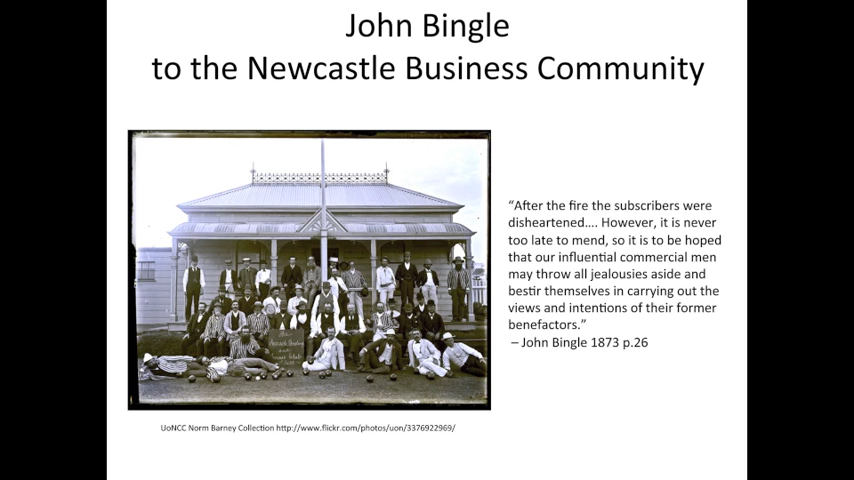 John Bingle
to the Newcastle Business Community
“After the fire the subscribers were
disheartened.... However, it is never
too late to mend, so it is to be hoped
that our influential commercial men
may throw all jealousies aside and
bestir themselves in carrying out the
views and intentions of their former
benefactors.”
– John Bingle 1873 p.26
UoNCC Norm Barney Collection http://www.flickr.com/photos/uon/3376922969/